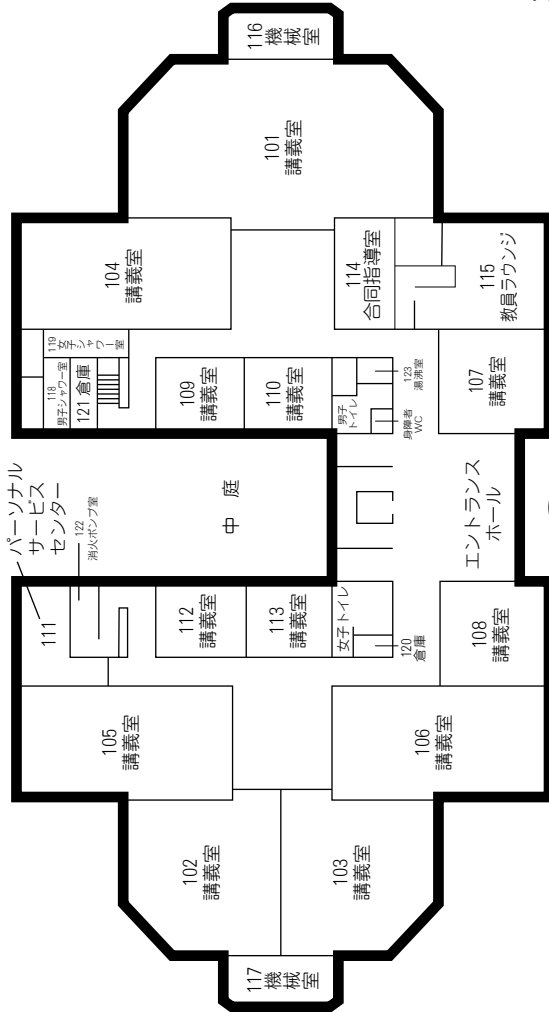 116
機械室
101
講義室
104
講義室
114
合同指導室
115
教員ラウンジ
119
女子シャワー室
118
男子シャワー室
121 倉庫
109
講義室
110
講義室
男子
トイレ
123
湯沸室
身障者
WC
107
講義室
パーソナル
サービス
センター
122
消火ポンプ室
中庭
エントランス
ホール
111
112
講義室
113
講義室
女子トイレ
120
倉庫
108
講義室
105
講義室
106
講義室
102
講義室
103
講義室
117
機械室